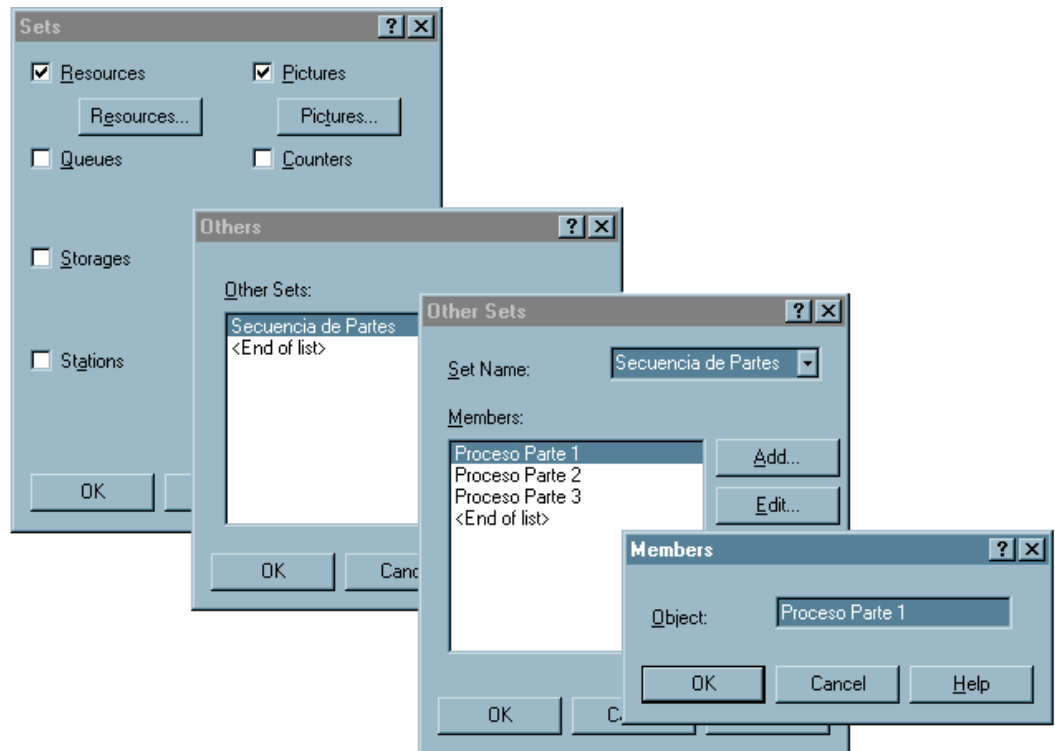 Sets
Resources
Pictures
Resources...
Pictures...
Queues
Counters
Storages
Stations
OK
Others
Other Sets:
Secuencia de Partes
<End of list>
OK
Canc
Other Sets
Set Name:
Secuencia de Partes
Members:
Proceso Parte 1
Proceso Parte 2
Proceso Parte 3
<End of list>
Add...
Edit...
OK
C
Members
Object:
Proceso Parte 1
OK
Cancel
Help